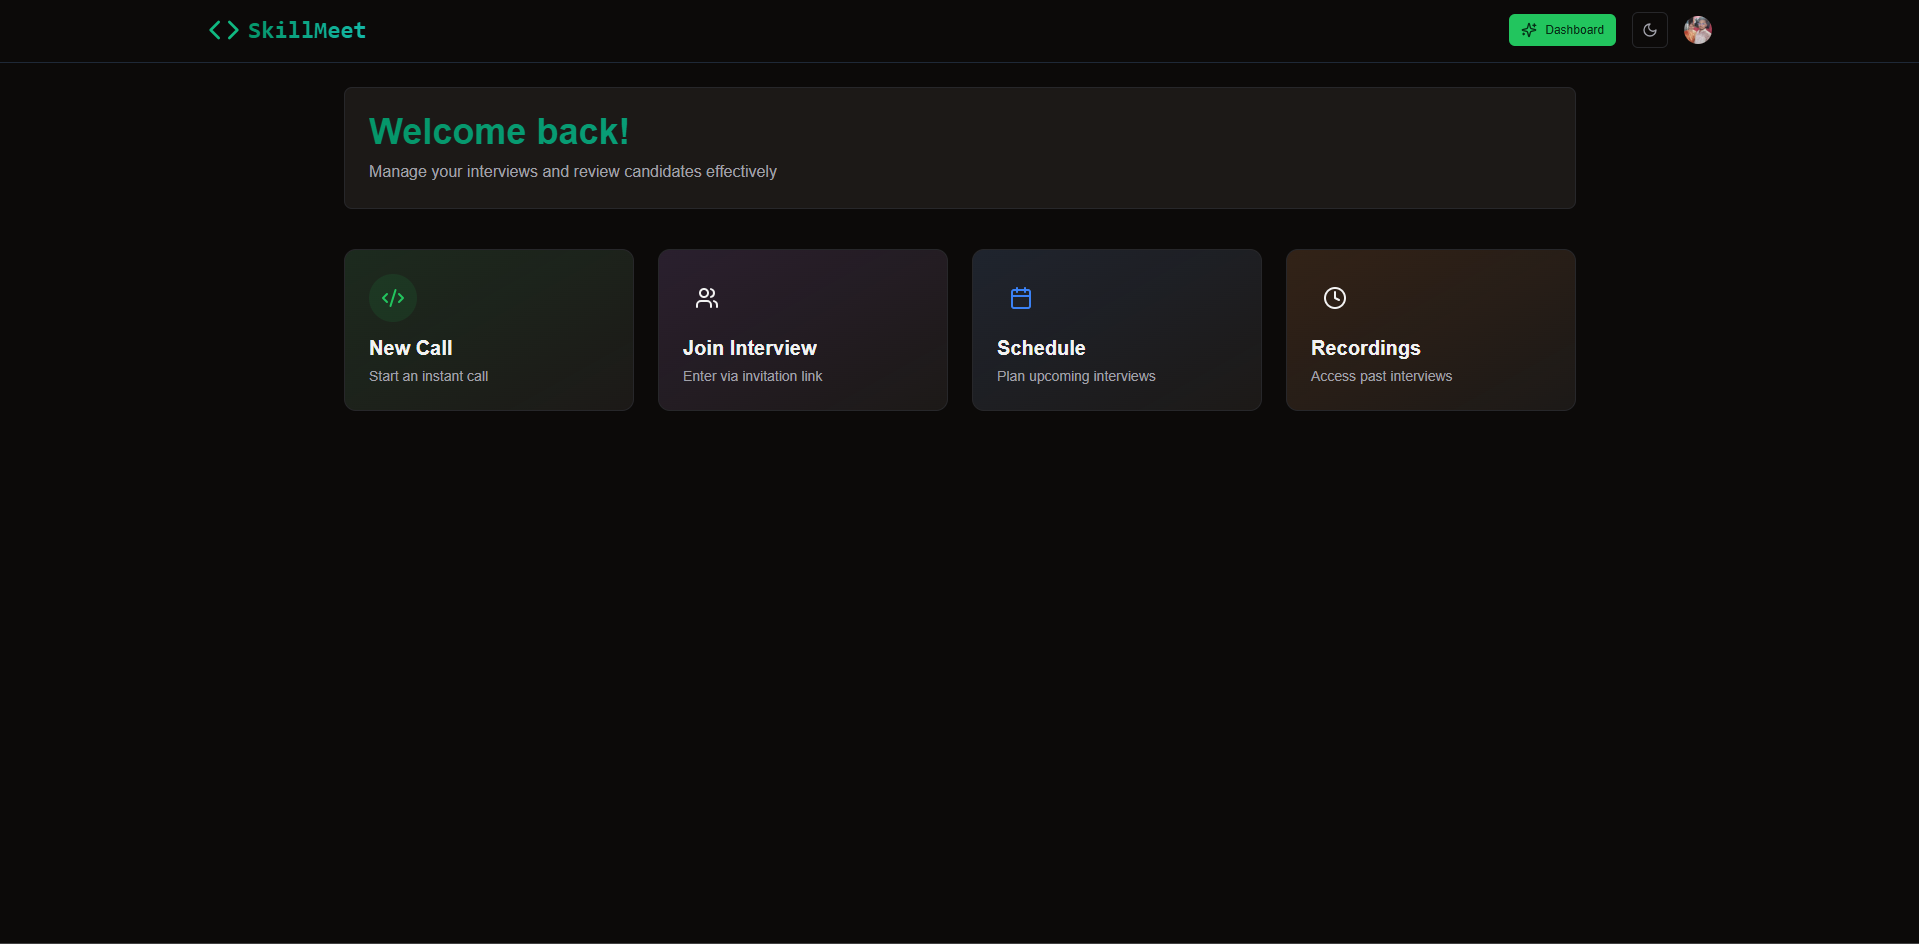 SkillMeet
Dashboard
Welcome back!
Manage your interviews and review candidates effectively
New Call
Start an instant call
Join Interview
Enter via invitation link
Schedule
Plan upcoming interviews
Recordings
Access past interviews